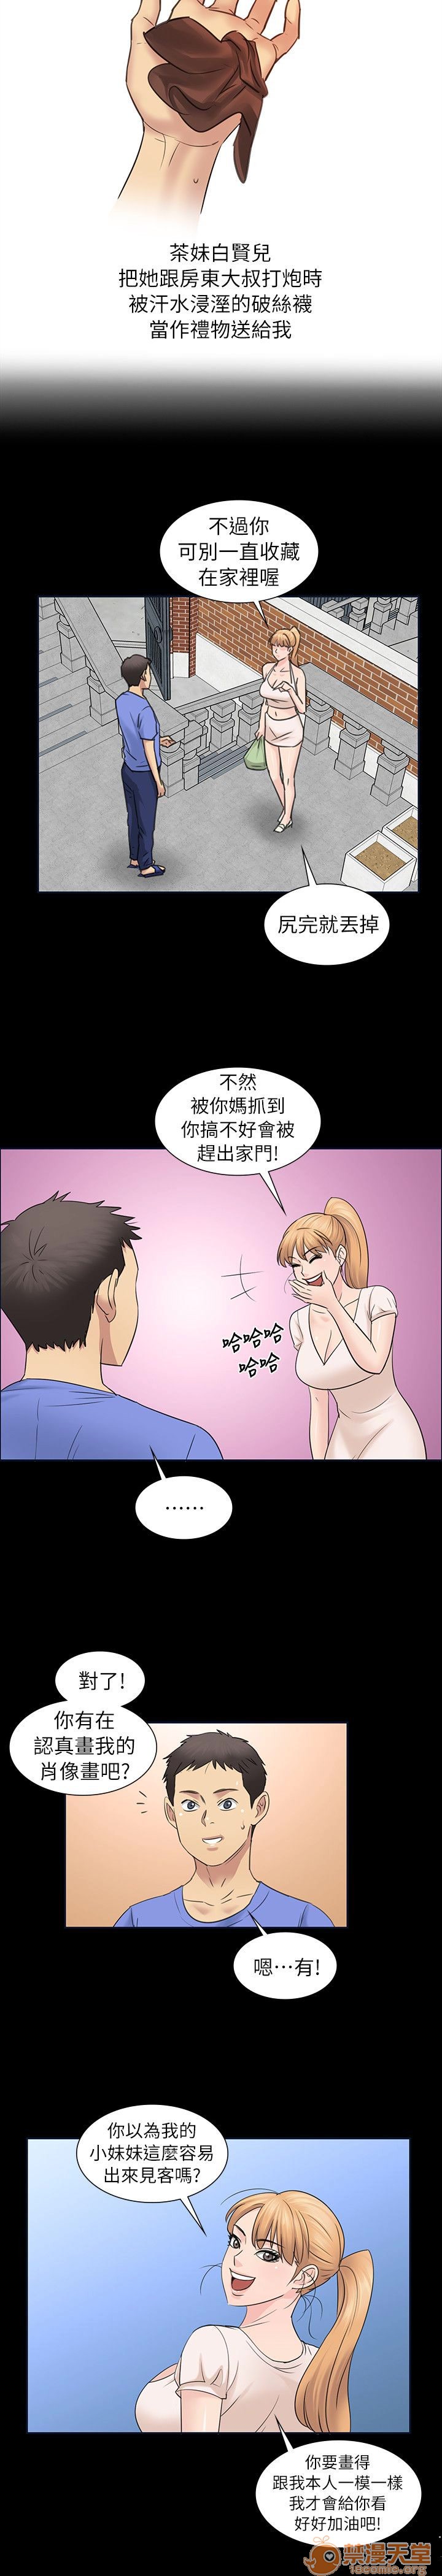 茶妹白賢兒
把她跟房東大叔打炮時
被汗水浸溼的破絲襪
當作禮物送給我
不過你
可別一直收藏
在家裡喔
尻完就丟掉
不然
被你媽抓到
你搞不好會被
趕出家門!
哈哈哈
哈哈
……
對了!
你有在
認真畫我的
肖像畫吧?
嗯…有!
你以為我的
小妹妹這麼容易
出來見客嗎?
你要畫得
跟我本人一模一樣
我才會給你看
好好加油吧!
禁漫天堂
18comic.org